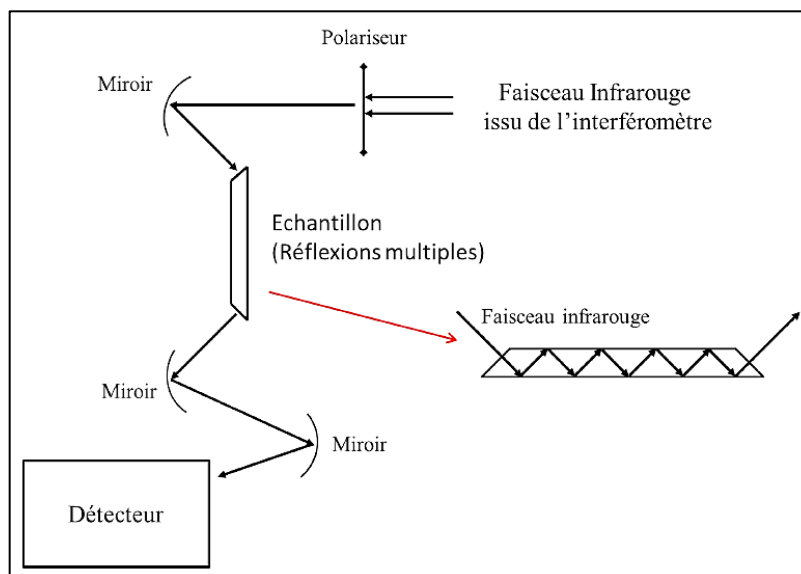 Polariseur
Miroir
Faisceau Infrarouge
issu de l'interféromètre
Echantillon
(Réflexions multiples)
Faisceau infrarouge
Miroir
Miroir
Détecteur